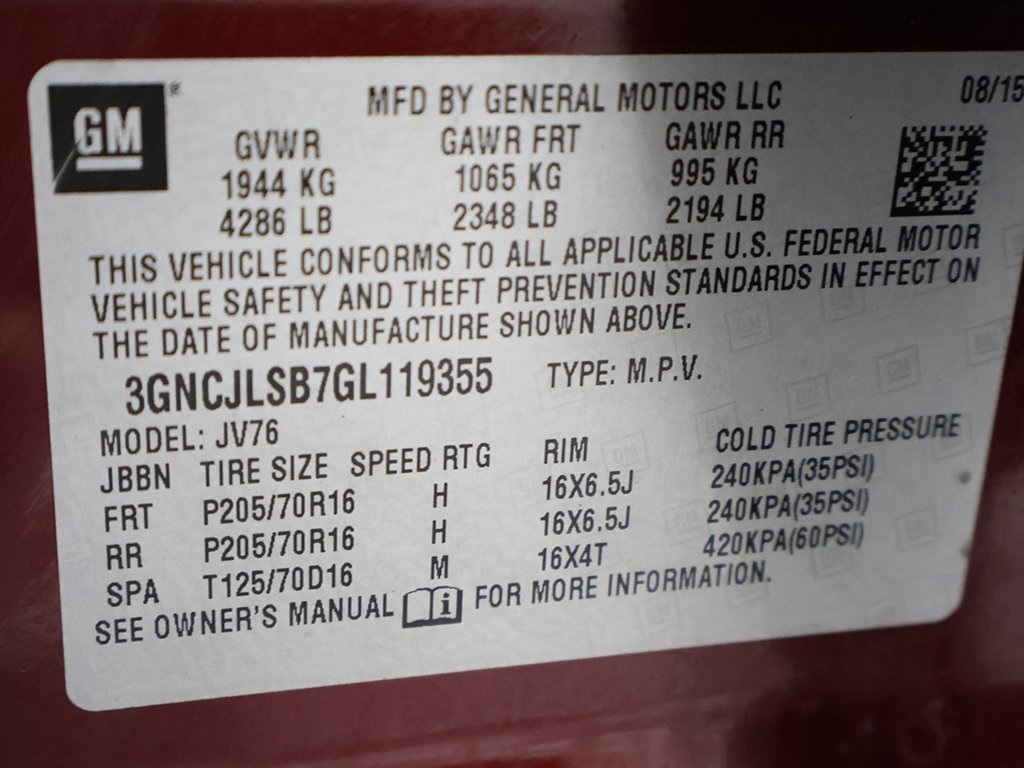 GM ®
MFD BY GENERAL MOTORS LLC 08/15
GVWR GAWR FRT GAWR RR
1944 KG 1065 KG 995 KG
4286 LB 2348 LB 2194 LB
THIS VEHICLE CONFORMS TO ALL APPLICABLE U.S. FEDERAL MOTOR
VEHICLE SAFETY AND THEFT PREVENTION STANDARDS IN EFFECT ON
THE DATE OF MANUFACTURE SHOWN ABOVE.
3GNCJLSB7GL119355 TYPE: M.P.V.
MODEL: JV76
JBBN TIRE SIZE SPEED RTG RIM COLD TIRE PRESSURE
FRT P205/70R16 H 16X6.5J 240KPA(35PSI)
RR P205/70R16 H 16X6.5J 240KPA(35PSI)
SPA T125/70D16 M 16X4T 420KPA(60PSI)
SEE OWNER'S MANUAL i FOR MORE INFORMATION.